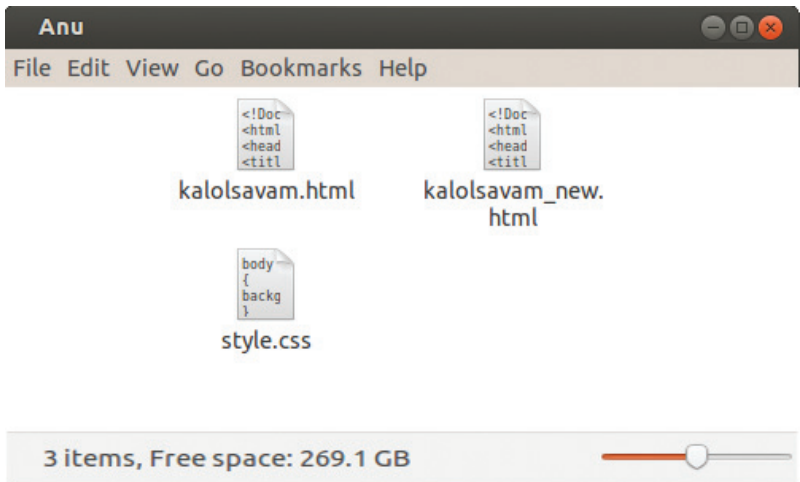 Anu
File Edit View Go Bookmarks Help
<!Doc
<html
<head
<titl
kalolsavam.html
<!Doc
<html
<head
<titl
kalolsavam_new.
html
body
{
backg
}
style.css
3 items, Free space: 269.1 GB